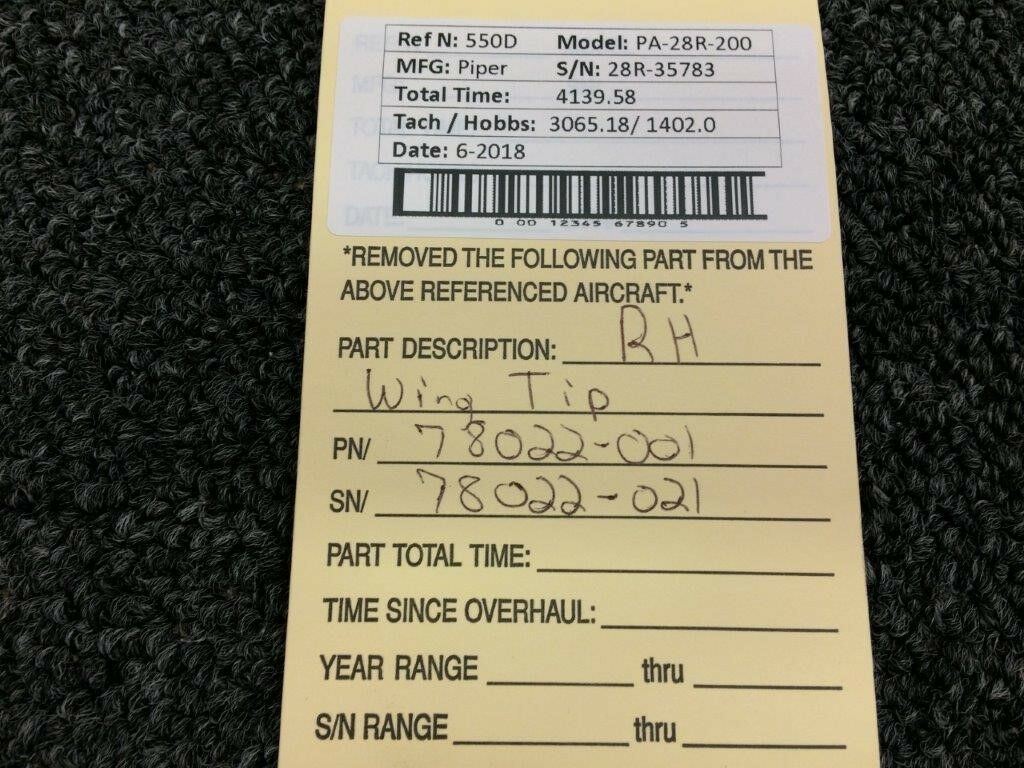 Ref N: 550D Model: PA-28R-200
MFG: Piper S/N: 28R-35783
Total Time: 4139.58
Tach / Hobbs: 3065.18/ 1402.0
Date: 6-2018
0 00 12345 67890 5
*REMOVED THE FOLLOWING PART FROM THE
ABOVE REFERENCED AIRCRAFT.*
PART DESCRIPTION: RH
Wing Tip
PN/ 78022-001
SN/ 78022-021
PART TOTAL TIME:
TIME SINCE OVERHAUL:
YEAR RANGE thru
S/N RANGE thru